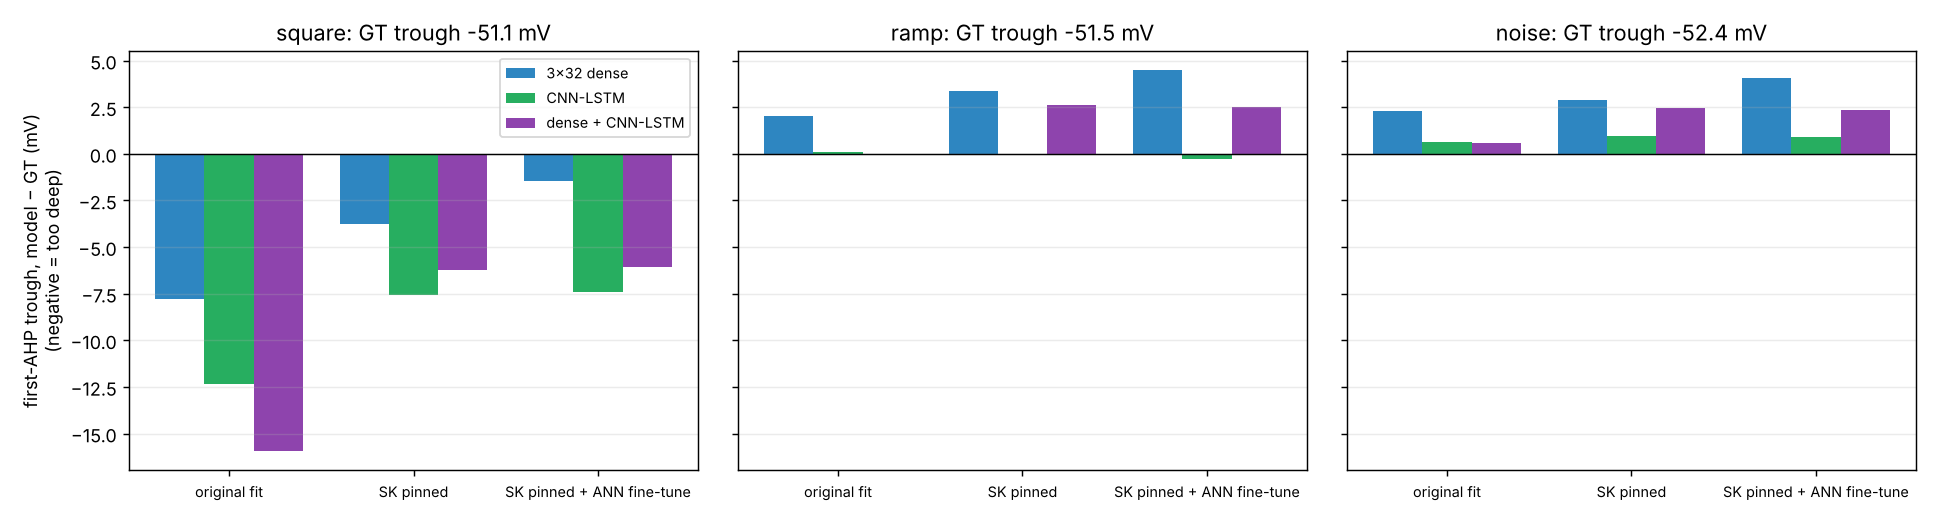 square: GT trough -51.1 mV
ramp: GT trough -51.5 mV
noise: GT trough -52.4 mV
first-AHP trough, model − GT (mV)
(negative = too deep)
5.0
2.5
0.0
−2.5
−5.0
−7.5
−10.0
−12.5
−15.0
3×32 dense
CNN-LSTM
dense + CNN-LSTM
original fit
SK pinned
SK pinned + ANN fine-tune
original fit
SK pinned
SK pinned + ANN fine-tune
original fit
SK pinned
SK pinned + ANN fine-tune